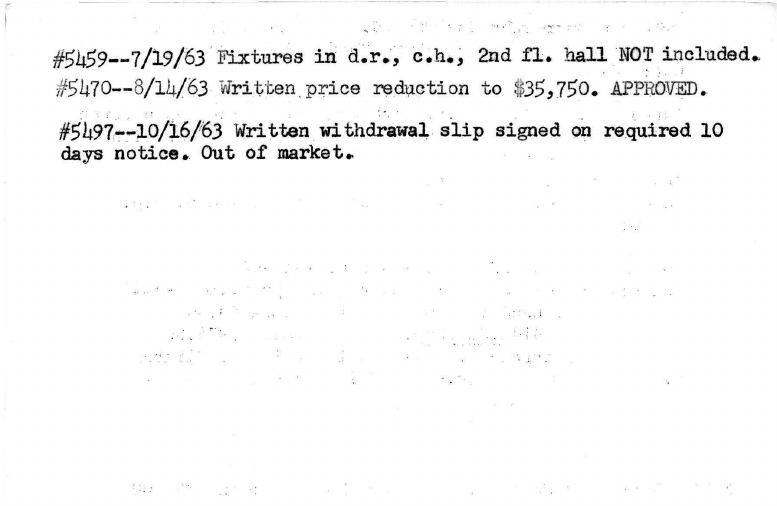 #5459--7/19/63 Fixtures in d.r., c.h., 2nd fl. hall NOT included.
#5470--8/14/63 Written price reduction to $35,750. APPROVED.
#5497--10/16/63 Written withdrawal slip signed on required 10
days notice. Out of market.